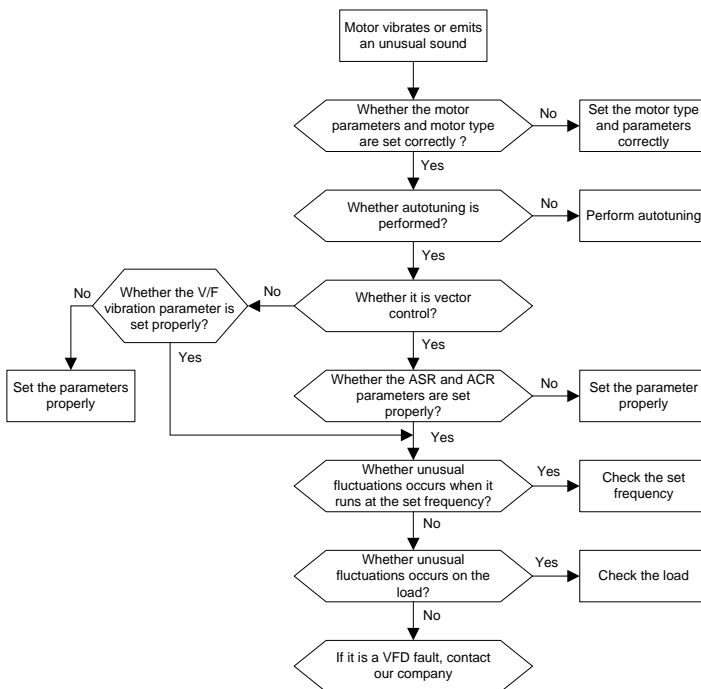 Motor vibrates or emits
an unusual sound
Whether the motor
parameters and motor type
are set correctly ?
No
Set the motor type
and parameters
correctly
Yes
Whether autotuning is
performed?
No
Perform autotuning
Yes
Whether it is vector
control?
No
Whether the V/F
vibration parameter is
set properly?
No
Set the parameters
properly
Yes
Yes
Whether the ASR and ACR
parameters are set
properly?
No
Set the parameter
properly
Yes
Whether unusual
fluctuations occurs when it
runs at the set frequency?
Yes
Check the set
frequency
No
Whether unusual
fluctuations occurs on the
load?
Yes
Check the load
No
If it is a VFD fault, contact
our company